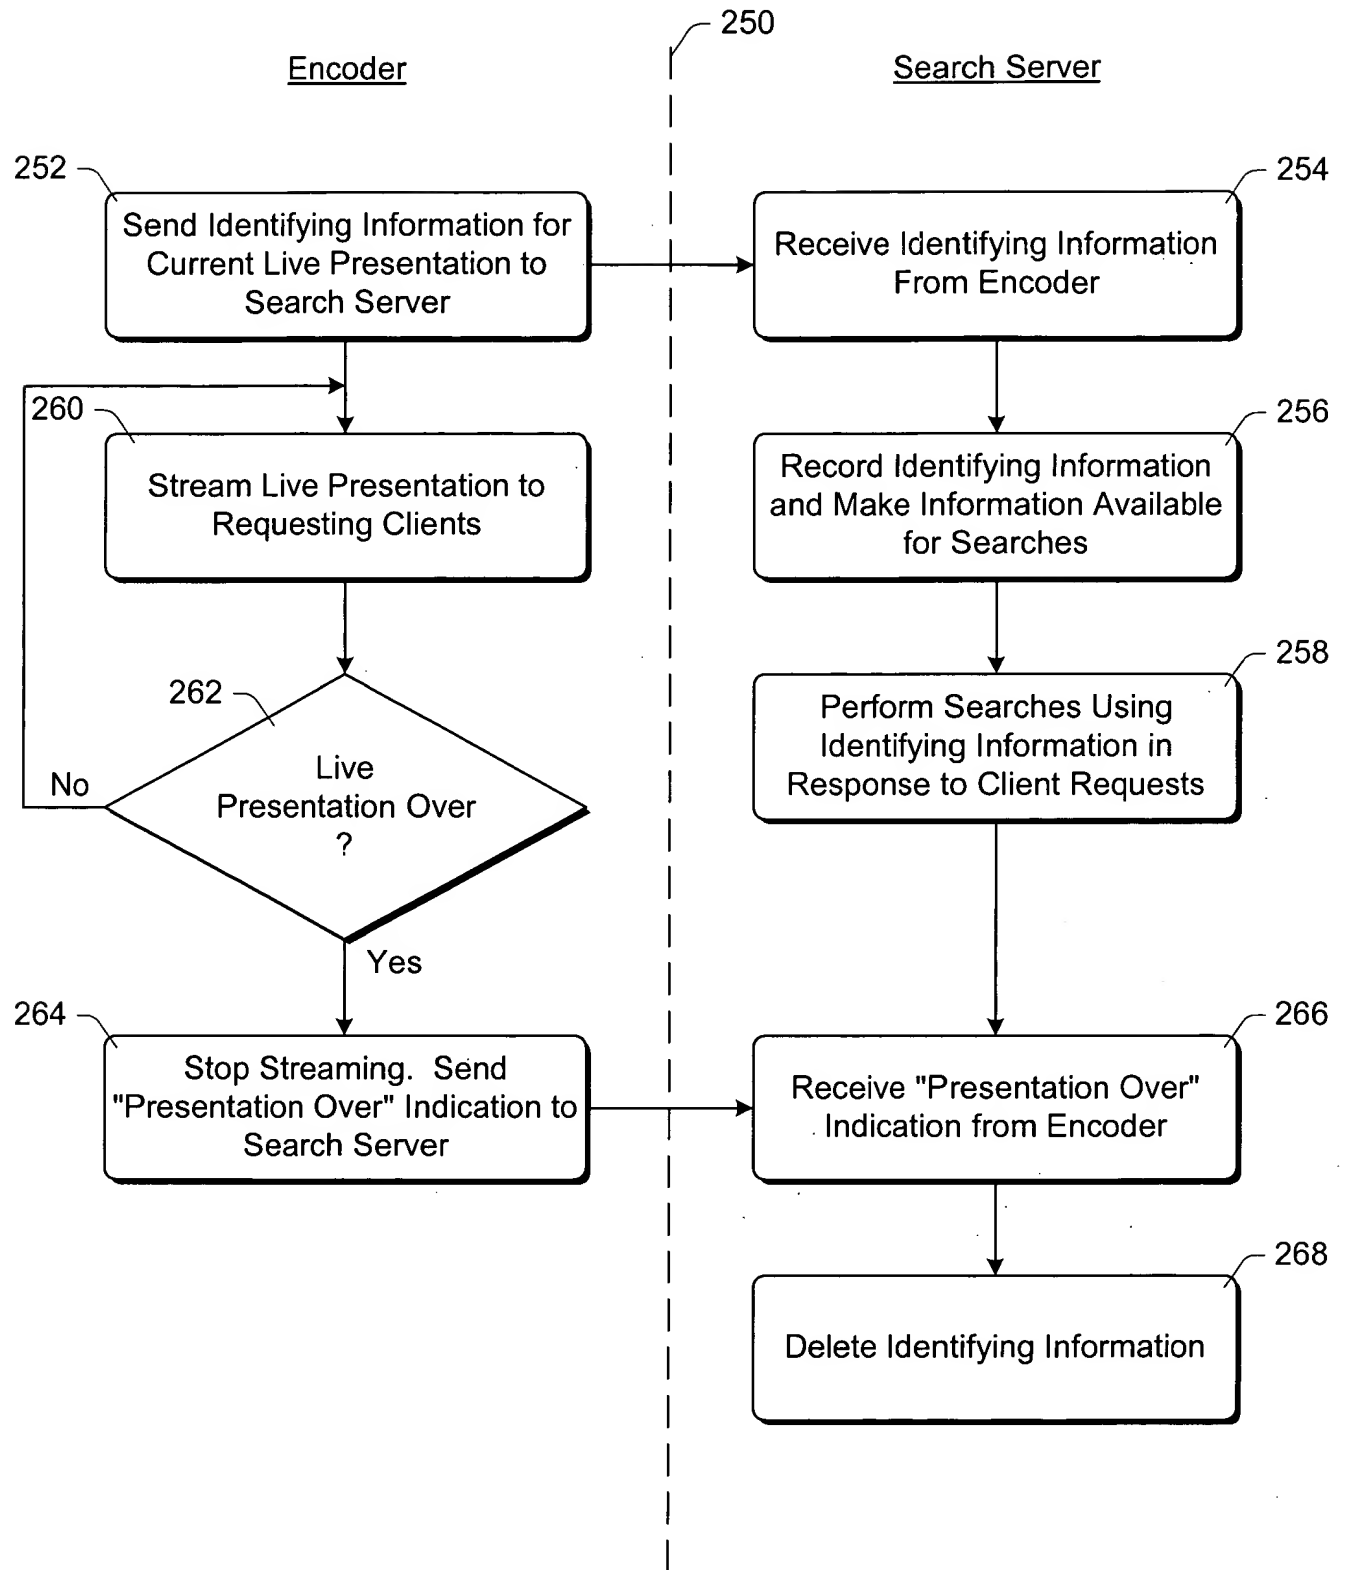 250
Encoder
Search Server
252
Send Identifying Information for
Current Live Presentation to
Search Server
254
Receive Identifying Information
From Encoder
260
Stream Live Presentation to
Requesting Clients
256
Record Identifying Information
and Make Information Available
for Searches
262
Live
Presentation Over
?
No
Yes
258
Perform Searches Using
Identifying Information in
Response to Client Requests
264
Stop Streaming. Send
"Presentation Over" Indication to
Search Server
266
Receive "Presentation Over"
Indication from Encoder
268
Delete Identifying Information